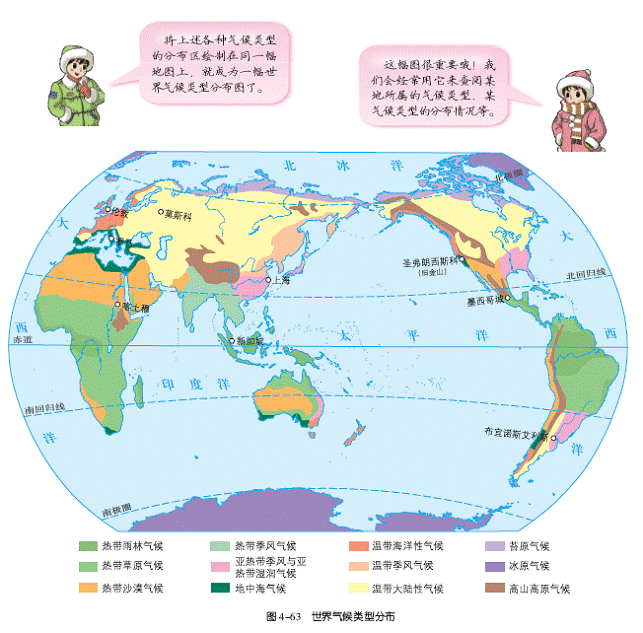 将上述各种气候类型
的分布区绘制在同一幅
地图上，就成为一幅世
界气候类型分布图了。
这幅图很重要哦！我
们会经常用它来查阅某
地所属的气候类型、某
气候类型的分布情况等。
北 冰 洋
北极圈
大
伦敦
莫斯科
大
圣弗朗西斯科
(旧金山)
上海
北回归线
墨西哥城
喀土穆
西
赤道
新加坡
太 平 洋
西
印 度 洋
南回归线
布宜诺斯艾利斯
洋
洋
南极圈
热带雨林气候
热带季风气候
温带海洋性气候
苔原气候
热带草原气候
亚热带季风与亚
热带湿润气候
温带季风气候
冰原气候
热带沙漠气候
地中海气候
温带大陆性气候
高山高原气候
图4-63 世界气候类型分布